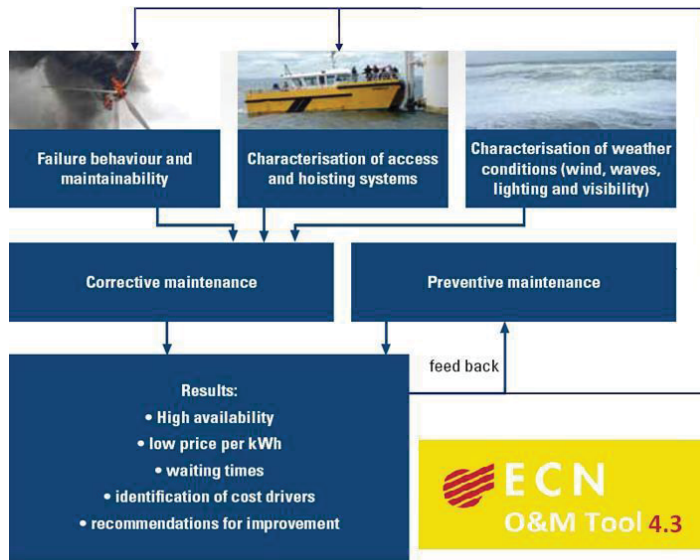 Failure behaviour and
maintainability
Characterisation of access
and hoisting systems
Characterisation of weather
conditions (wind, waves,
lighting and visibility)
Corrective maintenance
Preventive maintenance
feed back
Results:
• High availability
• low price per kWh
• waiting times
• identification of cost drivers
• recommendations for improvement
ECN
O&M Tool 4.3